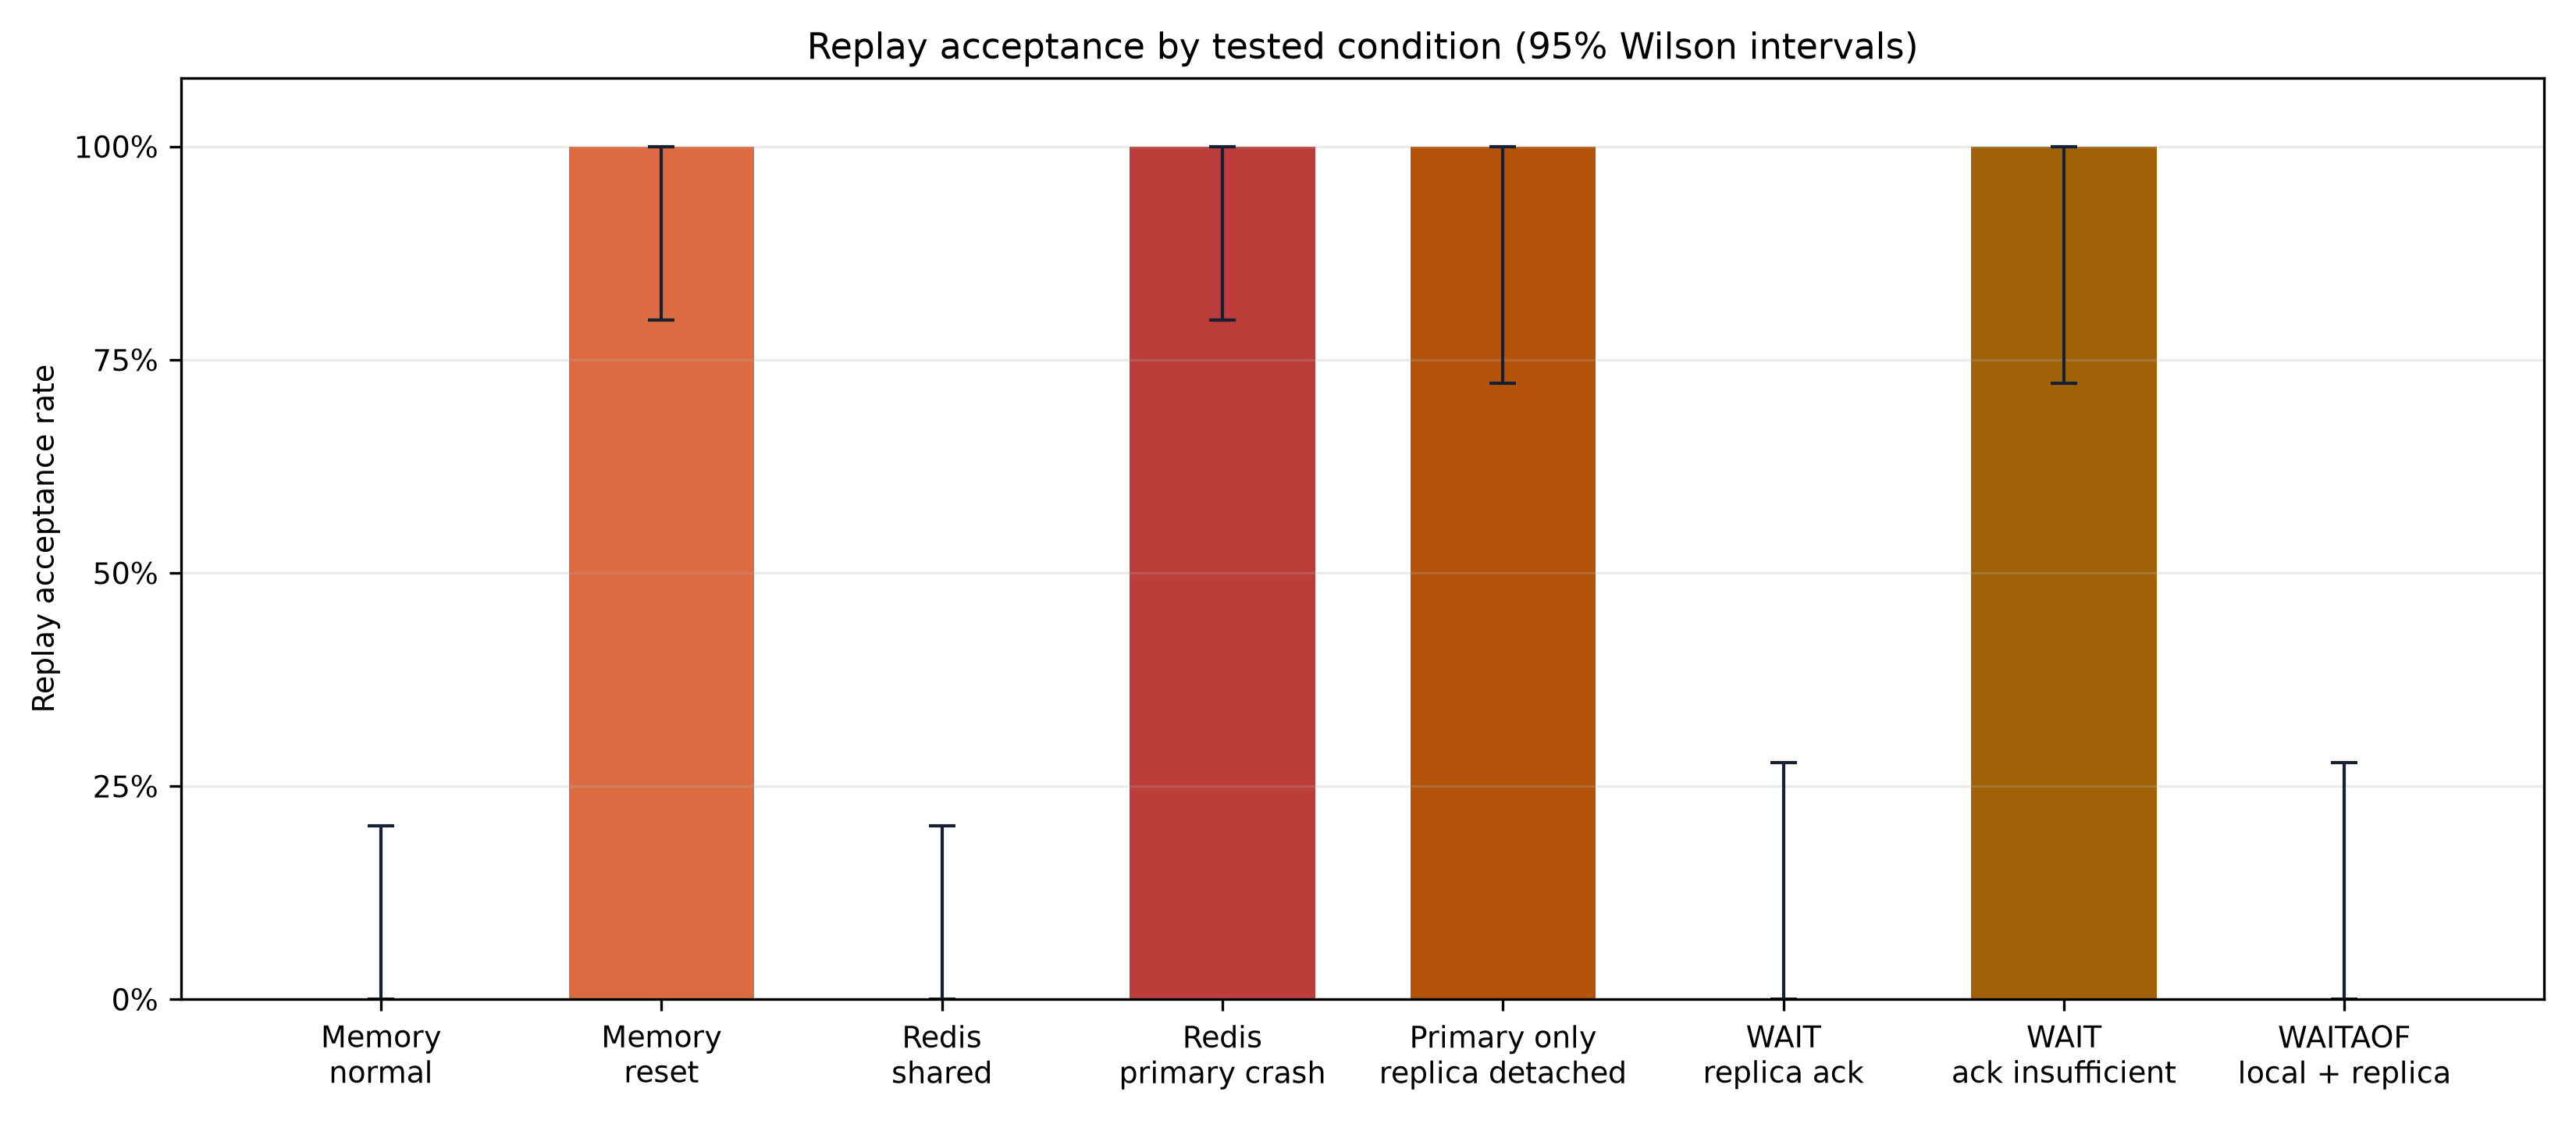 Replay acceptance by tested condition (95% Wilson intervals)
Replay acceptance rate
100%
75%
50%
25%
0%
Memory
normal
Memory
reset
Redis
shared
Redis
primary crash
Primary only
replica detached
WAIT
replica ack
WAIT
ack insufficient
WAITAOF
local + replica